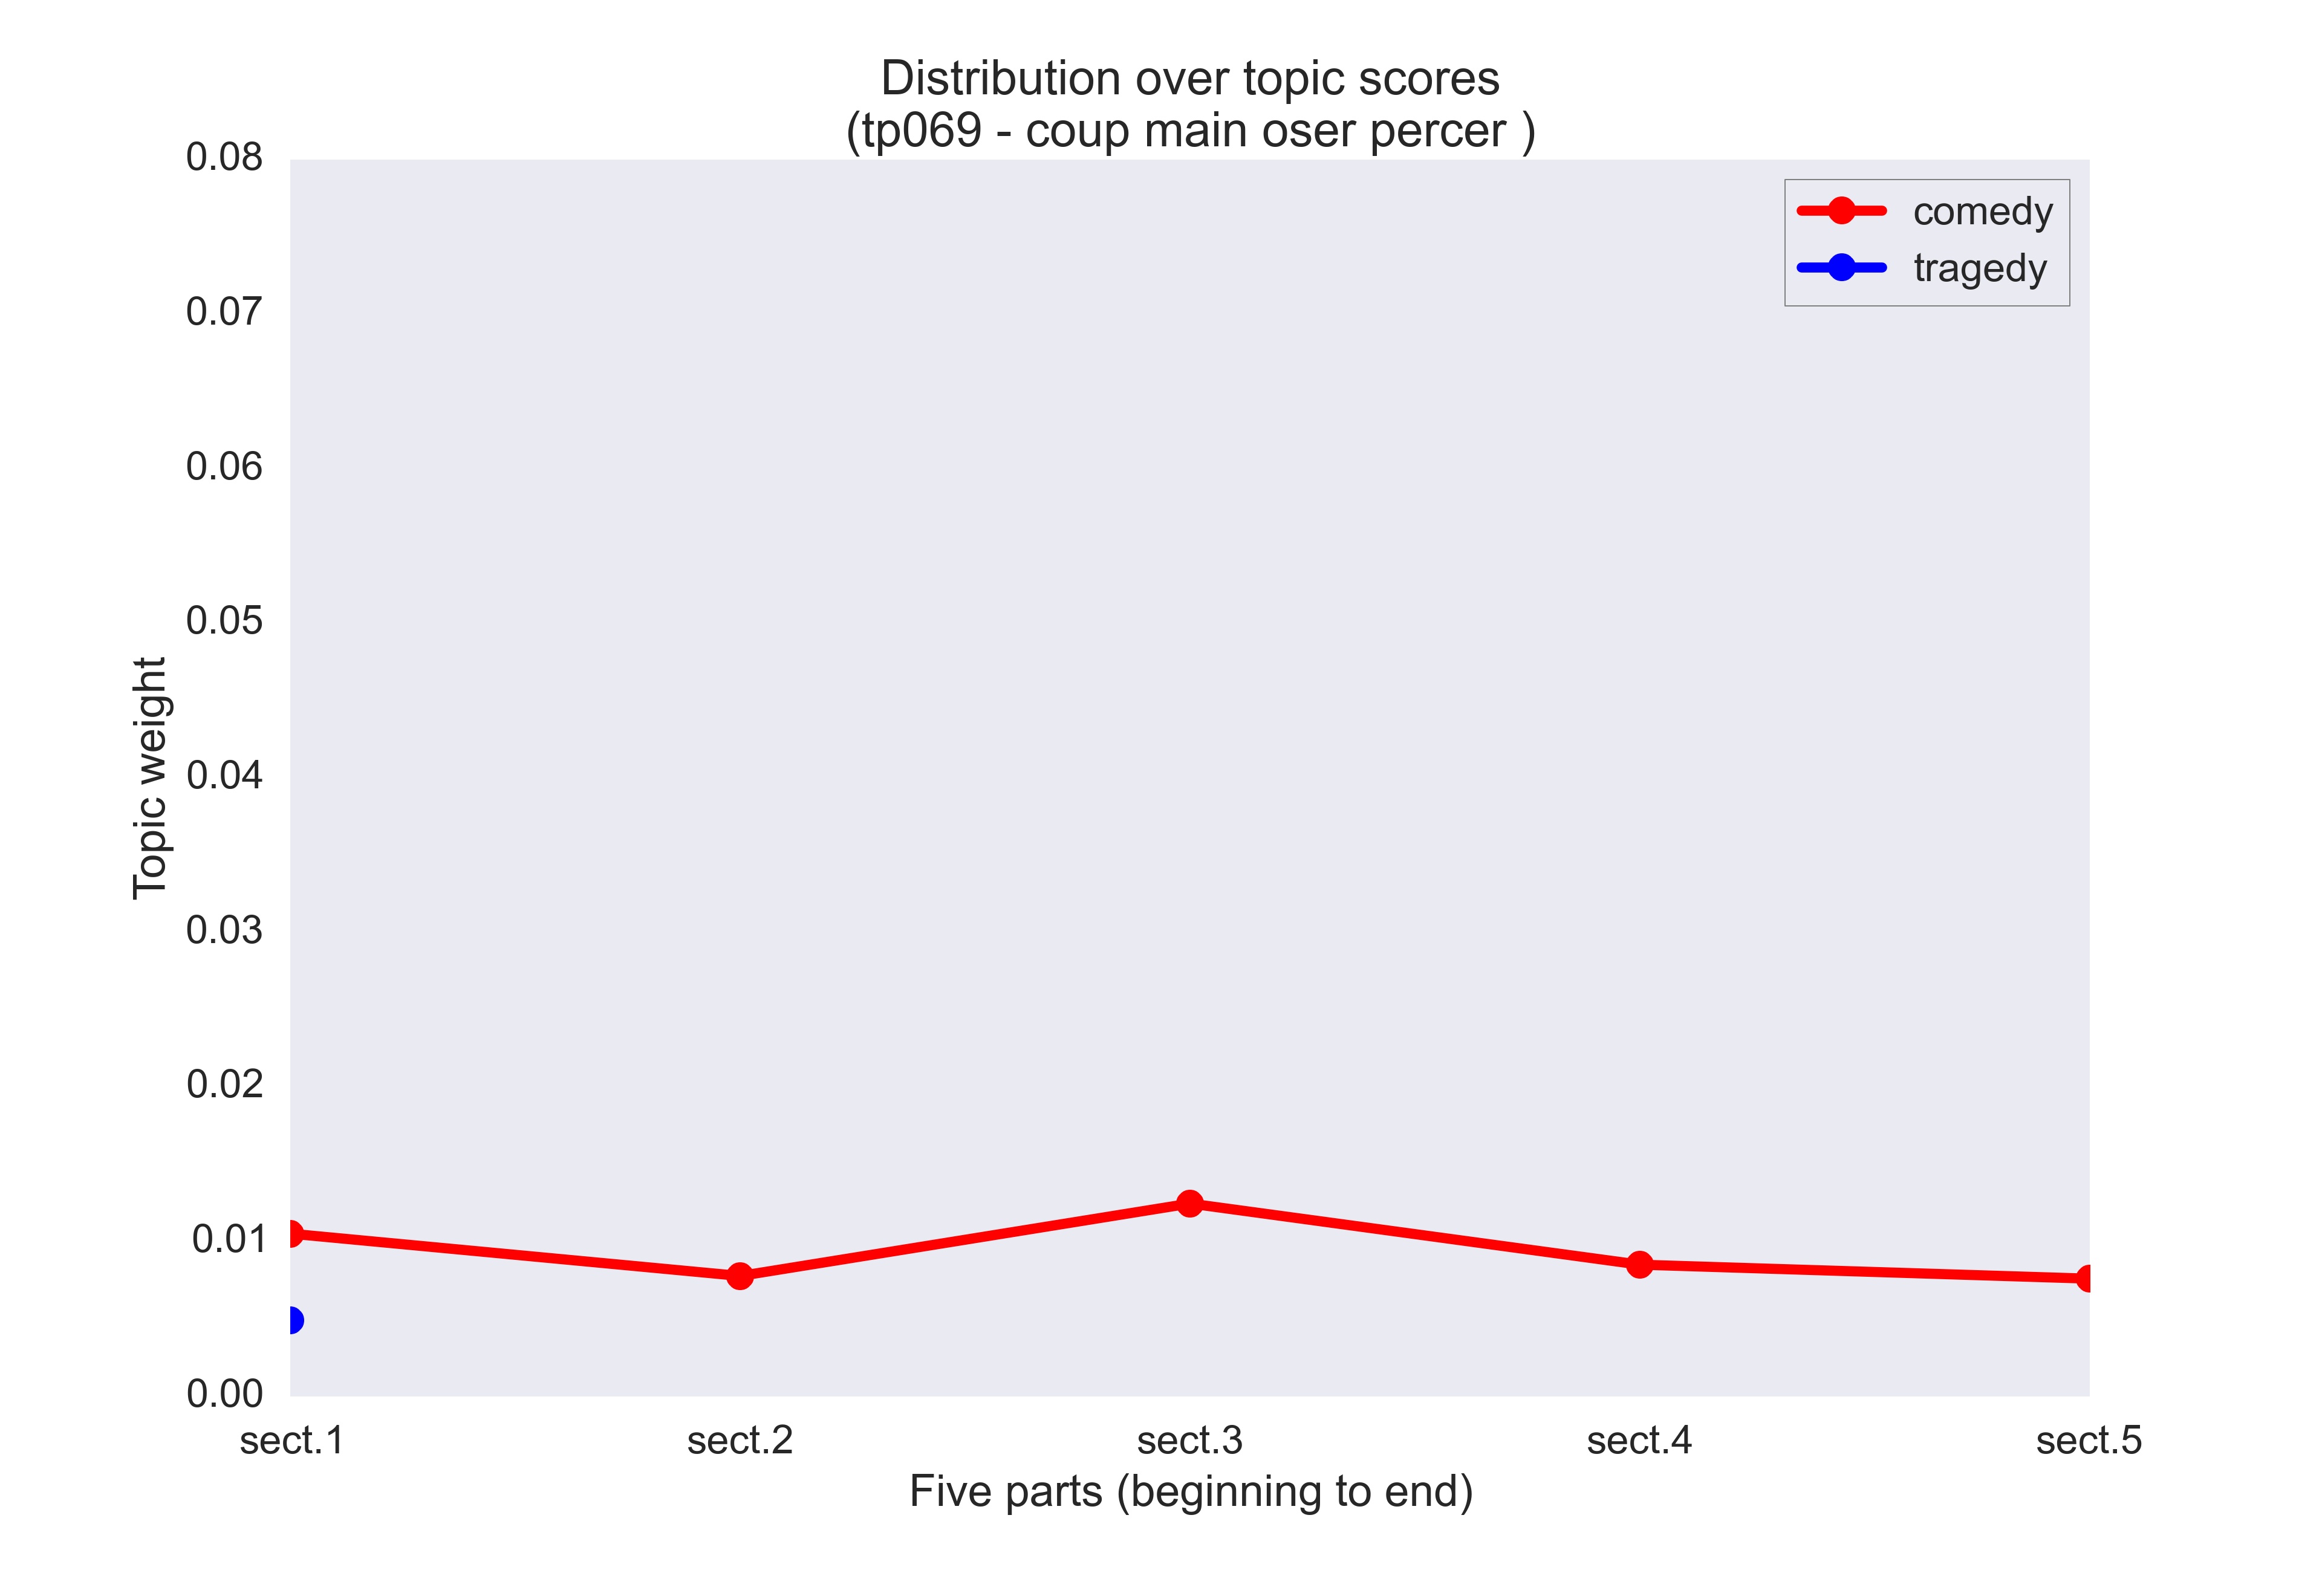 Distribution over topic scores
(tp069 - coup main oser percer )
comedy
tragedy
0.08
0.07
0.06
0.05
0.04
0.03
0.02
0.01
0.00
Topic weight
sect.1 sect.2 sect.3 sect.4 sect.5
Five parts (beginning to end)